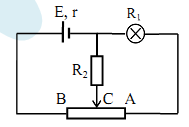 E, r R₁
R₂
B C A